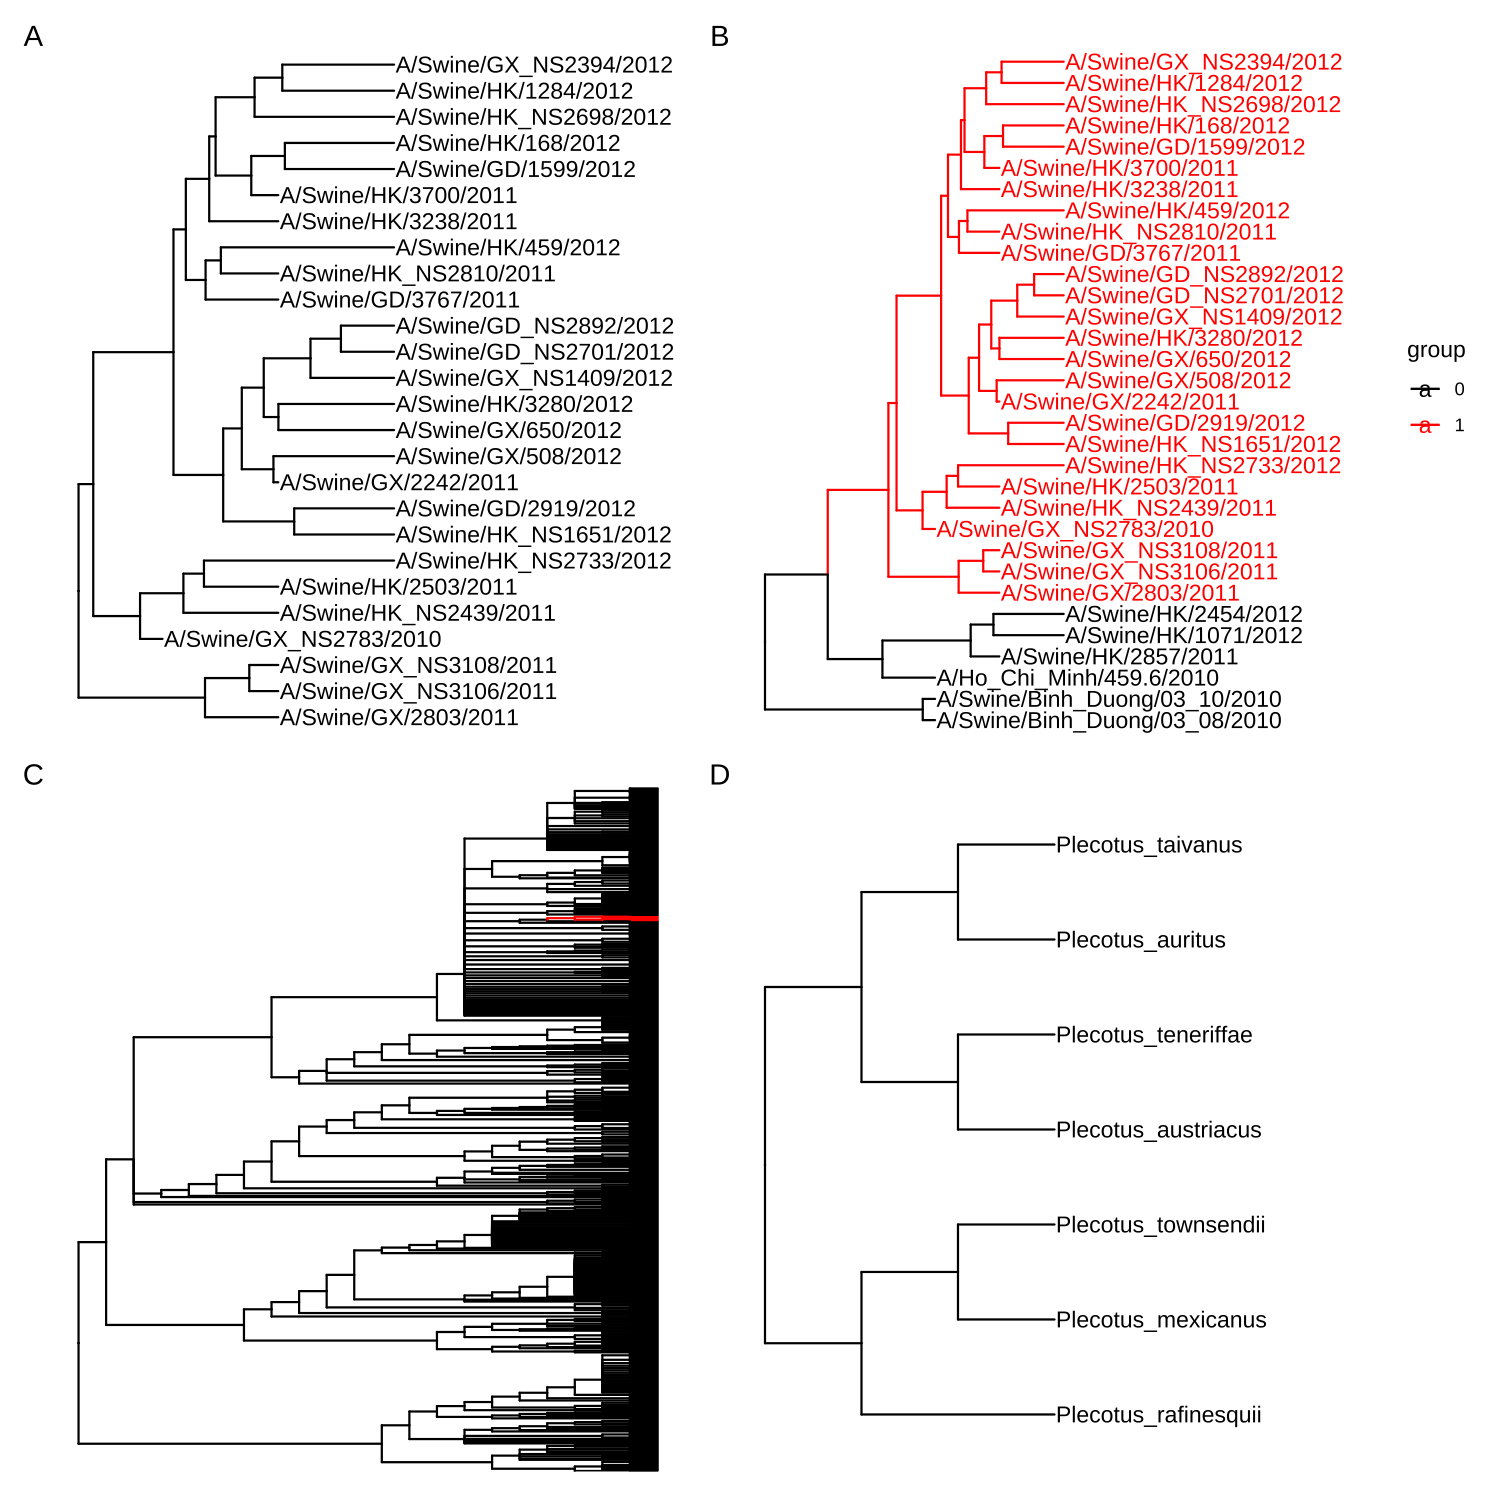 A
A/Swine/GX_NS2394/2012
A/Swine/HK/1284/2012
A/Swine/HK_NS2698/2012
A/Swine/HK/168/2012
A/Swine/GD/1599/2012
A/Swine/HK/3700/2011
A/Swine/HK/3238/2011
A/Swine/HK/459/2012
A/Swine/HK_NS2810/2011
A/Swine/GD/3767/2011
A/Swine/GD_NS2892/2012
A/Swine/GD_NS2701/2012
A/Swine/GX_NS1409/2012
A/Swine/HK/3280/2012
A/Swine/GX/650/2012
A/Swine/GX/508/2012
A/Swine/GX/2242/2011
A/Swine/GD/2919/2012
A/Swine/HK_NS1651/2012
A/Swine/HK_NS2733/2012
A/Swine/HK/2503/2011
A/Swine/HK_NS2439/2011
A/Swine/GX_NS2783/2010
A/Swine/GX_NS3108/2011
A/Swine/GX_NS3106/2011
A/Swine/GX/2803/2011
B
A/Swine/GX_NS2394/2012
A/Swine/HK/1284/2012
A/Swine/HK_NS2698/2012
A/Swine/HK/168/2012
A/Swine/GD/1599/2012
A/Swine/HK/3700/2011
A/Swine/HK/3238/2011
A/Swine/HK/459/2012
A/Swine/HK_NS2810/2011
A/Swine/GD/3767/2011
A/Swine/GD_NS2892/2012
A/Swine/GD_NS2701/2012
A/Swine/GX_NS1409/2012
A/Swine/HK/3280/2012
A/Swine/GX/650/2012
A/Swine/GX/508/2012
A/Swine/GX/2242/2011
A/Swine/GD/2919/2012
A/Swine/HK_NS1651/2012
A/Swine/HK_NS2733/2012
A/Swine/HK/2503/2011
A/Swine/HK_NS2439/2011
A/Swine/GX_NS2783/2010
A/Swine/GX_NS3108/2011
A/Swine/GX_NS3106/2011
A/Swine/GX/2803/2011
A/Swine/HK/2454/2012
A/Swine/HK/1071/2012
A/Swine/HK/2857/2011
A/Ho_Chi_Minh/459.6/2010
A/Swine/Binh_Duong/03_10/2010
A/Swine/Binh_Duong/03_08/2010
group
a 0
a 1
C
D
Plecotus_taivanus
Plecotus_auritus
Plecotus_teneriffae
Plecotus_austriacus
Plecotus_townsendii
Plecotus_mexicanus
Plecotus_rafinesquii